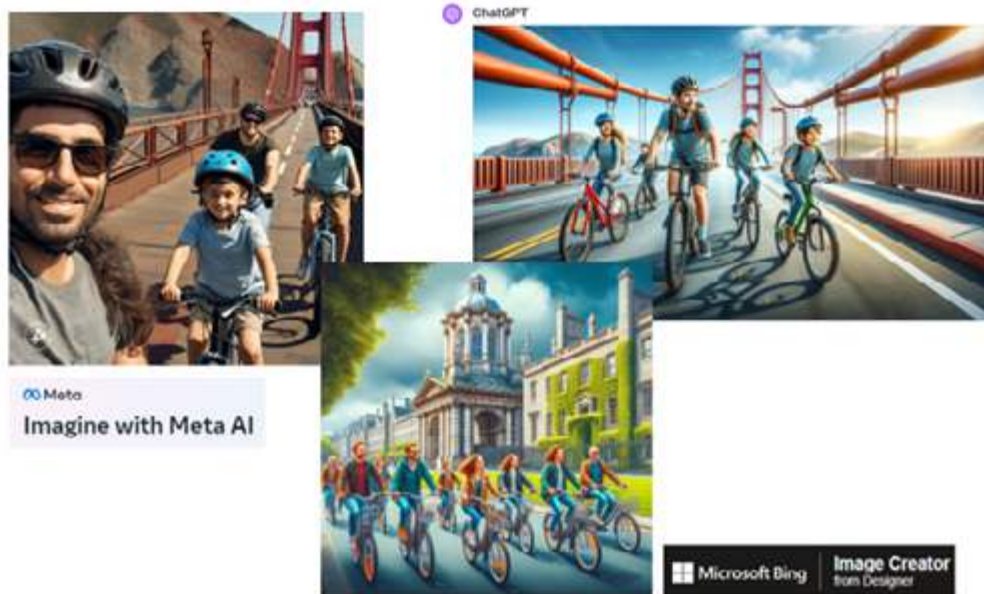 ChatGPT
Meta
Imagine with Meta AI
Microsoft Bing
Image Creator
from Designer